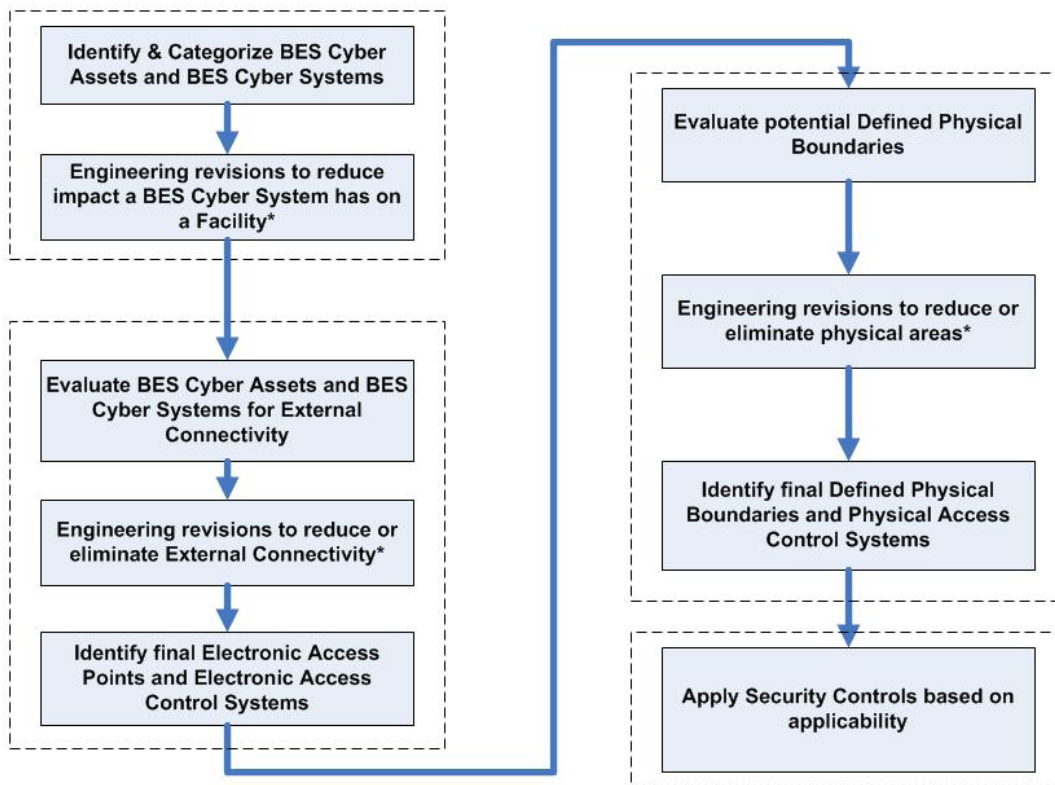 Identify & Categorize BES Cyber
Assets and BES Cyber Systems
Engineering revisions to reduce
impact a BES Cyber System has on
a Facility*
Evaluate BES Cyber Assets and BES
Cyber Systems for External
Connectivity
Engineering revisions to reduce or
eliminate External Connectivity*
Identify final Electronic Access
Points and Electronic Access
Control Systems
Evaluate potential Defined Physical
Boundaries
Engineering revisions to reduce or
eliminate physical areas*
Identify final Defined Physical
Boundaries and Physical Access
Control Systems
Apply Security Controls based on
applicability